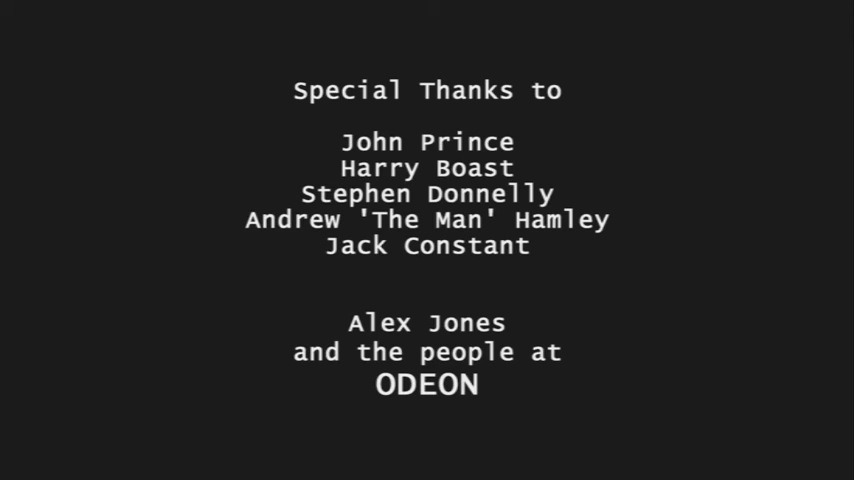 Special Thanks to
John Prince
Harry Boast
Stephen Donnelly
Andrew 'The Man' Hamley
Jack Constant
Alex Jones
and the people at
ODEON